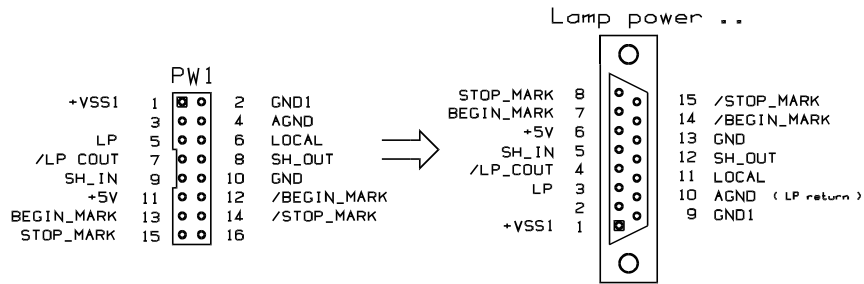 Lamp power ..
PW1
+VSS1 1 2 GND1
3 4 AGND
LP 5 6 LOCAL
/LP_COUT 7 8 SH_OUT
SH_IN 9 10 GND
+5V 11 12 /BEGIN_MARK
BEGIN_MARK 13 14 /STOP_MARK
STOP_MARK 15 16
STOP_MARK 8
BEGIN_MARK 7
+5V 6
SH_IN 5
/LP_COUT 4
LP 3
2
+VSS1 1
15 /STOP_MARK
14 /BEGIN_MARK
13 GND
12 SH_OUT
11 LOCAL
10 AGND ( LP return )
9 GND1